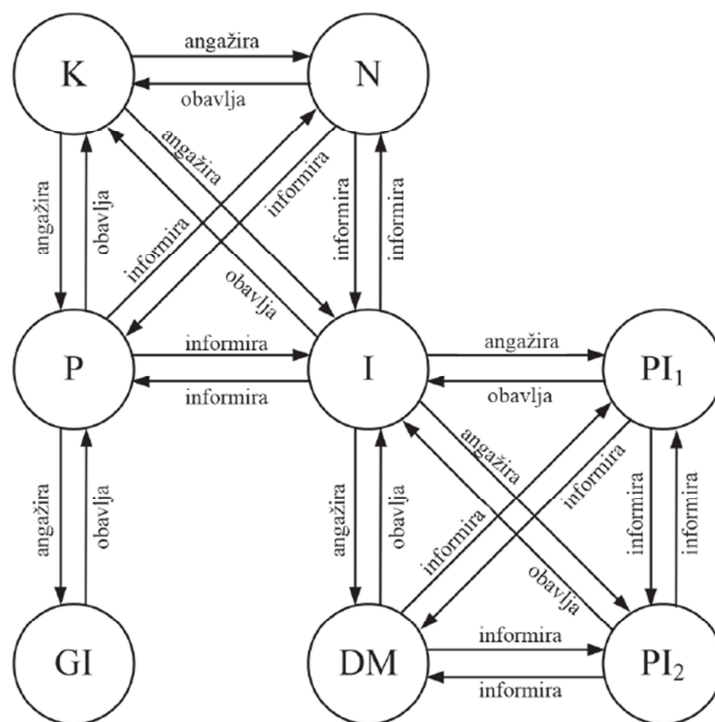 K
angažira
N
obavlja
angažira
obavlja
angažira
obavlja
informira
informira
informira
informira
P
informira
I
angažira
PI₁
informira
obavlja
angažira
obavlja
angažira
obavlja
angažira
obavlja
informira
informira
informira
informira
GI
DM
informira
PI₂
informira